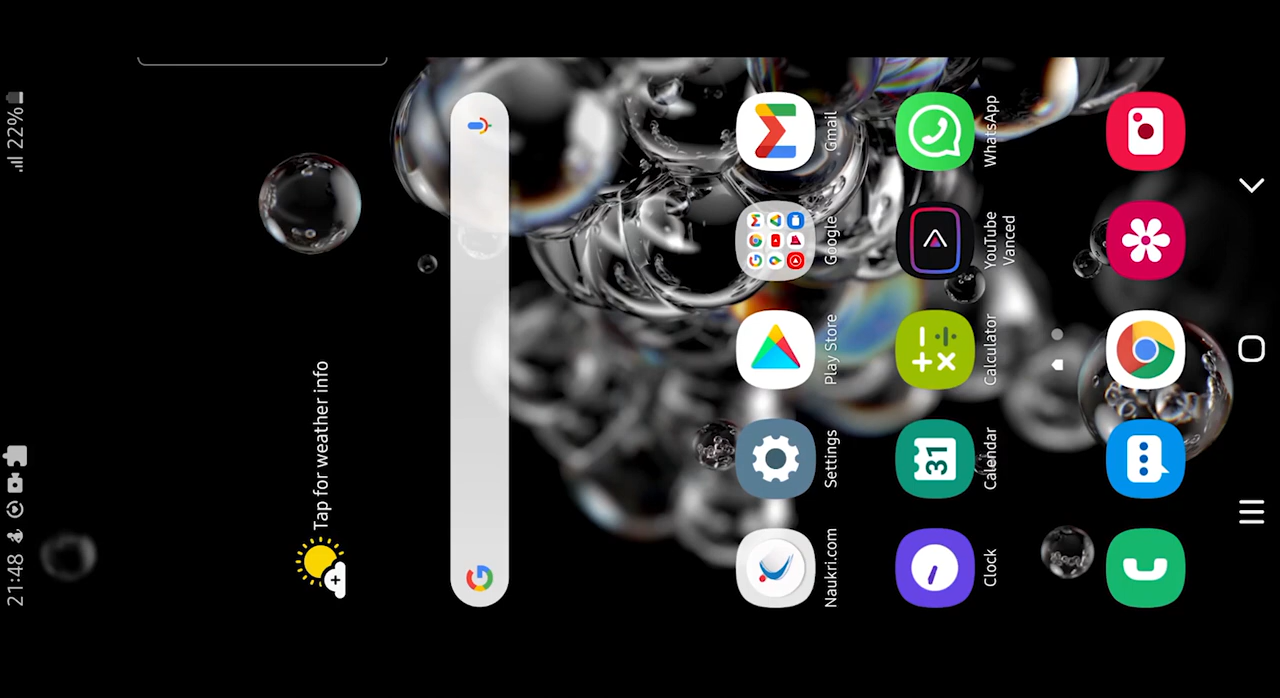 21:48
22%
Tap for weather info
Naukri.com
Settings
Play Store
Google
Gmail
Clock
31
Calendar
Calculator
YouTube
Vanced
WhatsApp